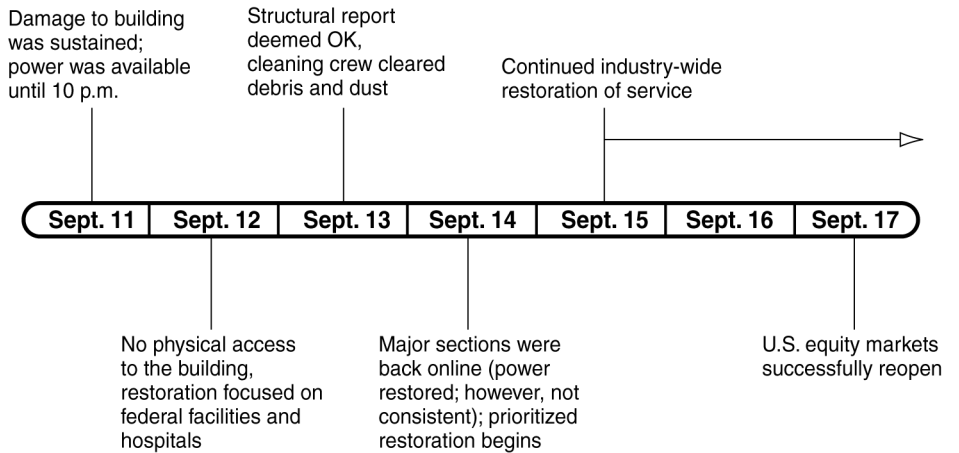 Damage to building
was sustained;
power was available
until 10 p.m.
Structural report
deemed OK,
cleaning crew cleared
debris and dust
Continued industry-wide
restoration of service
Sept. 11 Sept. 12 Sept. 13 Sept. 14 Sept. 15 Sept. 16 Sept. 17
No physical access
to the building,
restoration focused on
federal facilities and
hospitals
Major sections were
back online (power
restored; however, not
consistent); prioritized
restoration begins
U.S. equity markets
successfully reopen